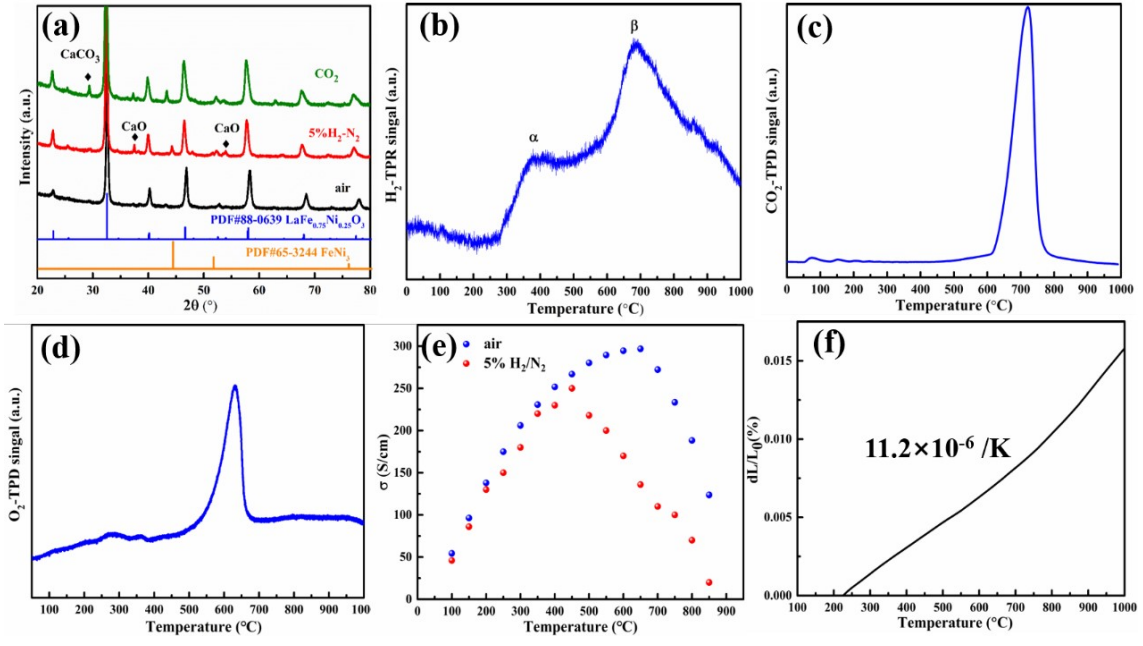 (a)
CaCO3
CO2
CaO
CaO
5%H2-N2
air
PDF#88-0639 LaFe0.75Ni0.25O3
PDF#65-3244 FeNi3
Intensity (a.u.)
20 30 40 50 60 70 80
2θ (°)
(b)
α
β
H2-TPR singal (a.u.)
0 100 200 300 400 500 600 700 800 900 1000
Temperature (°C)
(c)
CO2-TPD singal (a.u.)
0 100 200 300 400 500 600 700 800 900 1000
Temperature (°C)
(d)
O2-TPD singal (a.u.)
100 200 300 400 500 600 700 800 900 1000
Temperature (°C)
(e)
air
5% H2/N2
σ (S/cm)
300
250
200
150
100
50
0
0 100 200 300 400 500 600 700 800 900
Temperature (°C)
(f)
11.2×10-6 /K
dL/L0(%)
0.015
0.010
0.005
0.000
100 200 300 400 500 600 700 800 900 1000
Temperature (°C)